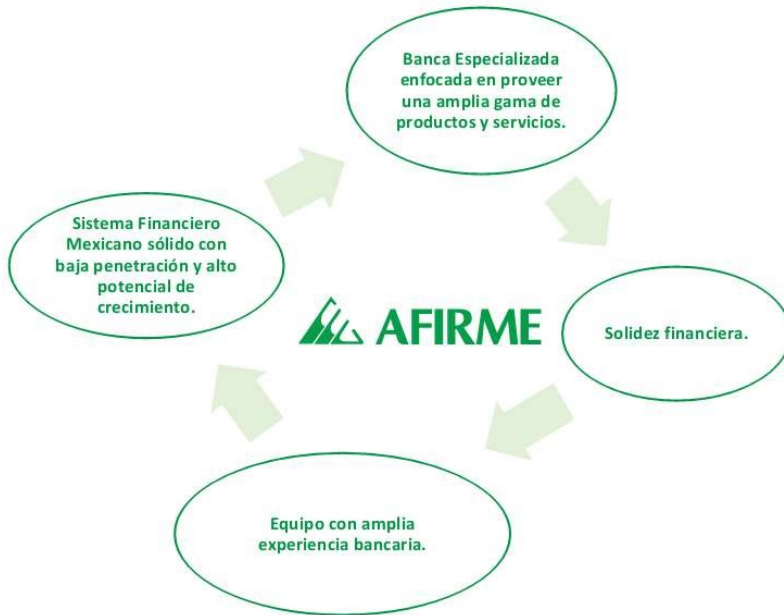 Banca Especializada
enfocada en proveer
una amplia gama de
productos y servicios.
Sistema Financiero
Mexicano sólido con
baja penetración y alto
potencial de
crecimiento.
AFIRME
Solidez financiera.
Equipo con amplia
experiencia bancaria.